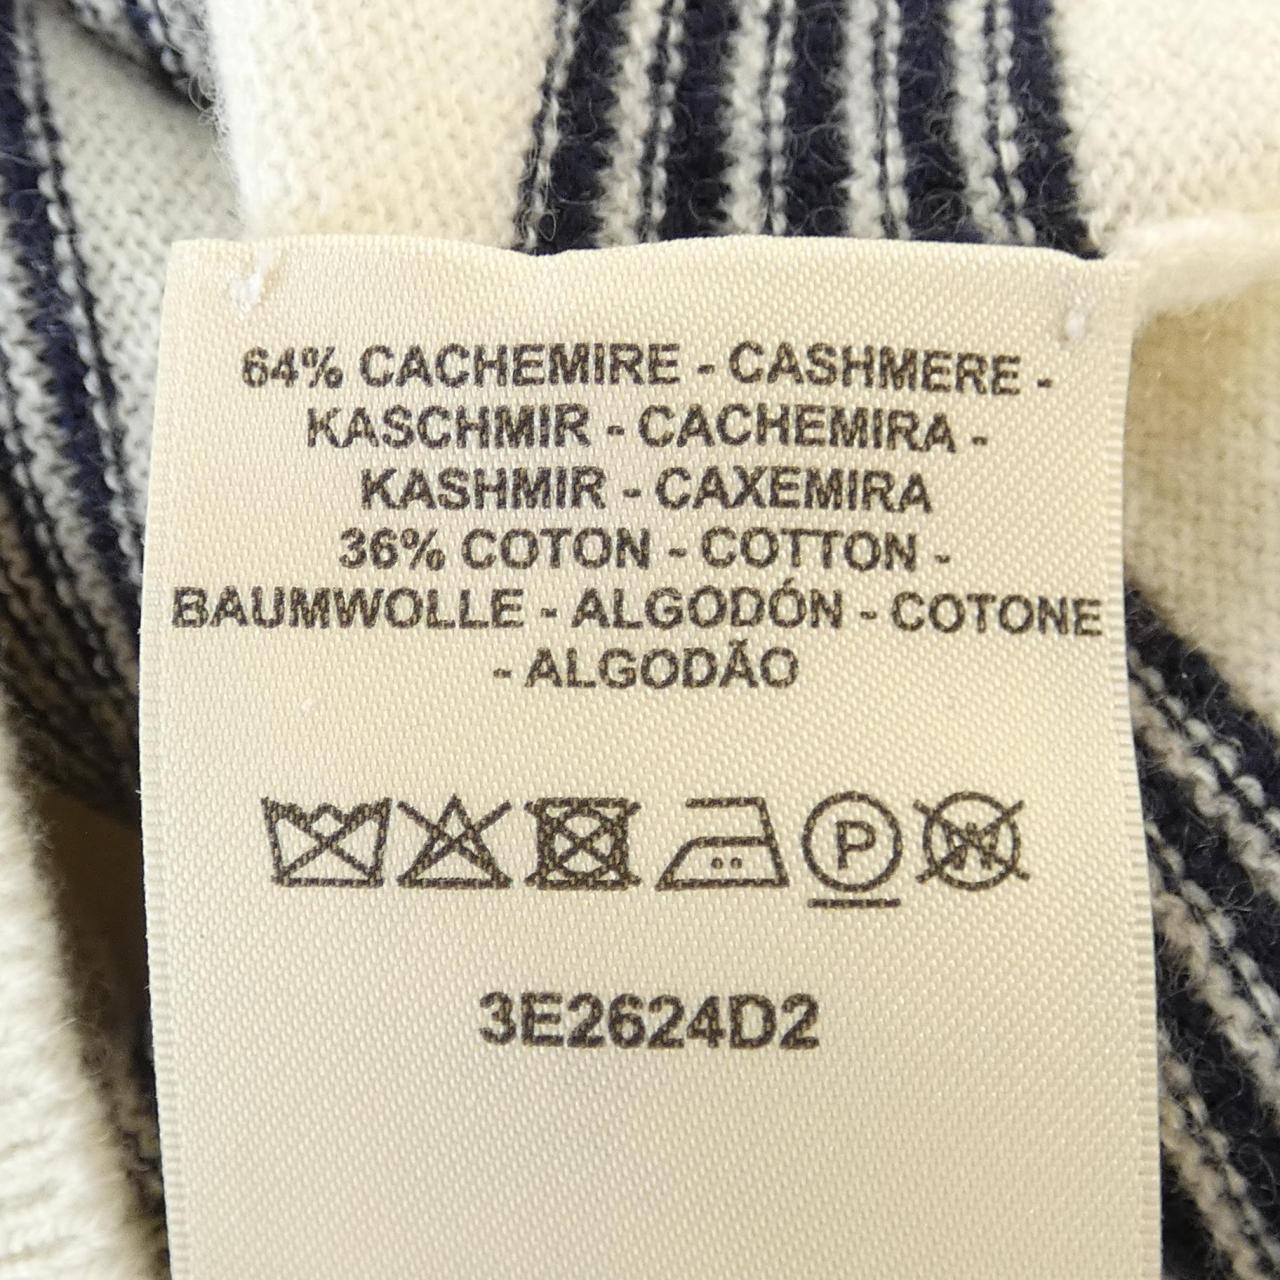 64% CACHEMIRE - CASHMERE -
KASCHMIR - CACHEMIRA -
KASHMIR - CAXEMIRA
36% COTON - COTTON -
BAUMWOLLE - ALGODÓN - COTONE
- ALGODÃO
P W
3E2624D2